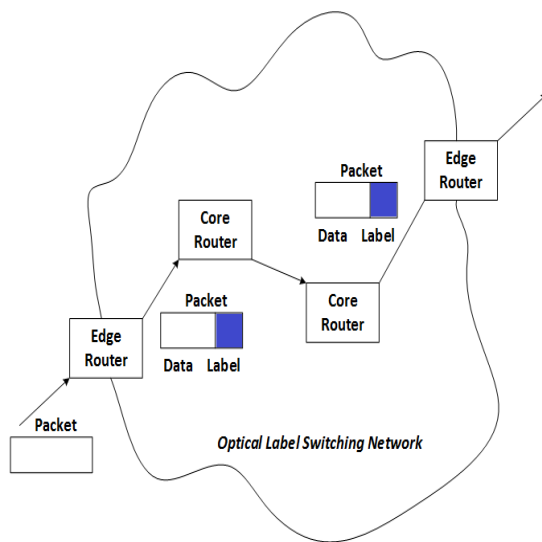 Edge
Router
Packet
Core
Router
Data Label
Packet
Core
Router
Edge
Router
Data Label
Packet
Optical Label Switching Network